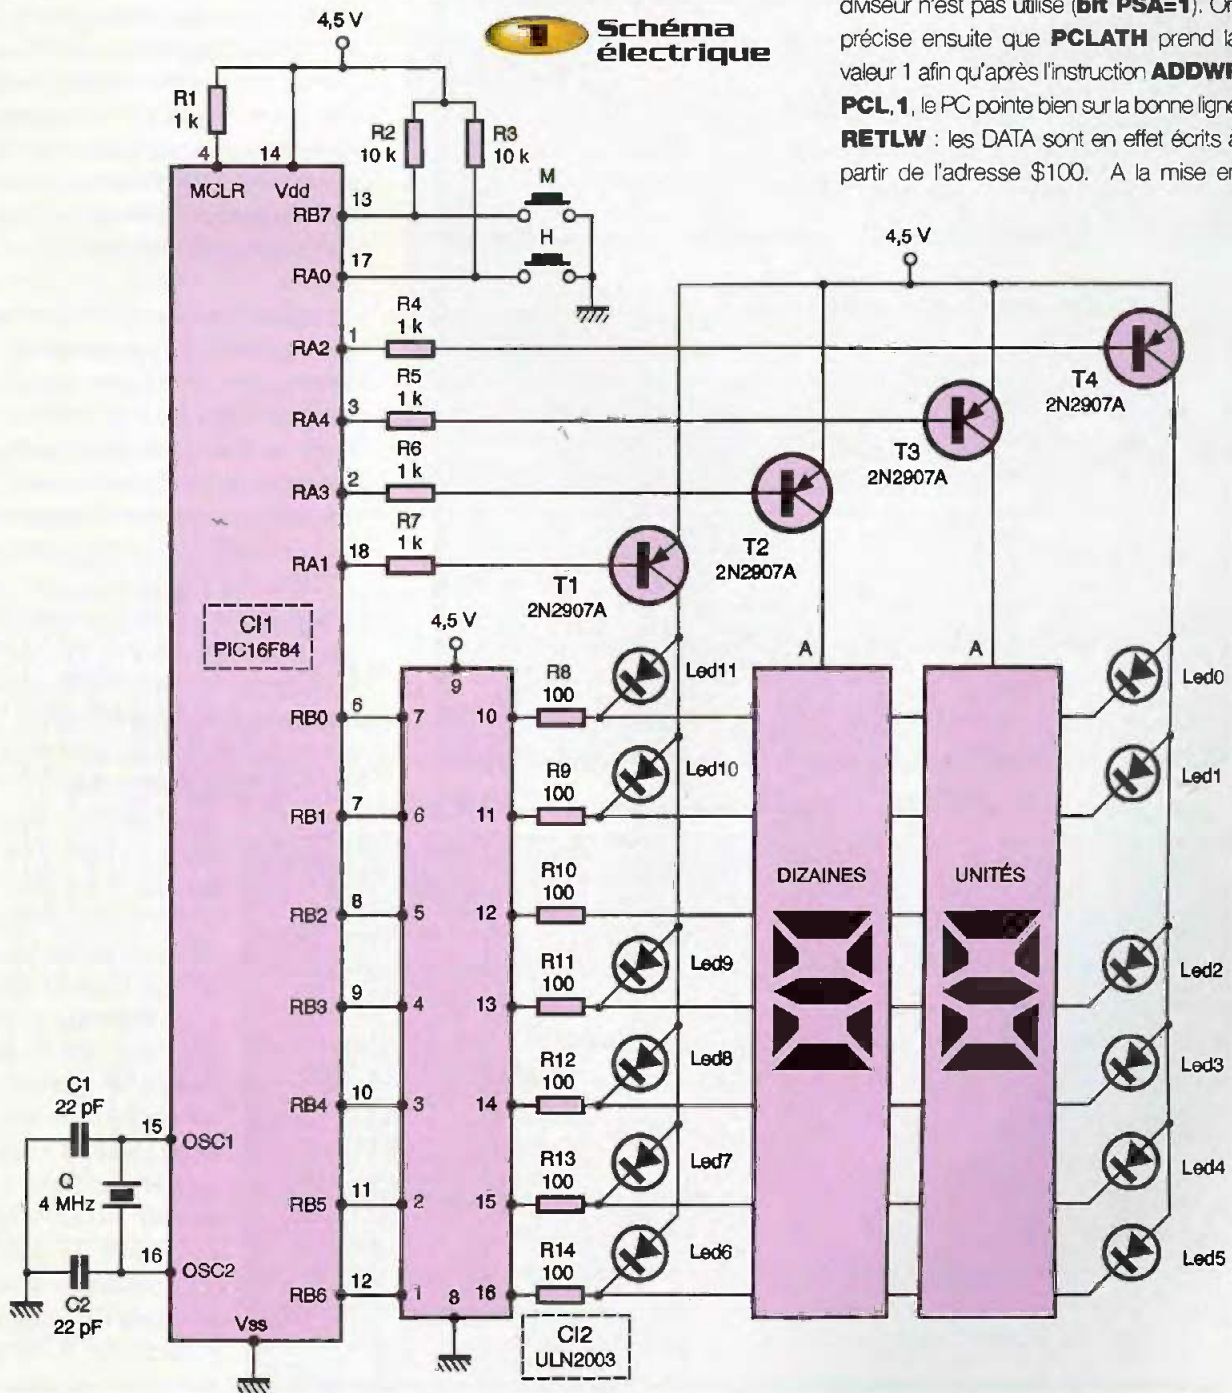 4,5 V
1
Schéma
électrique
diviseur n'est pas utilisé (bit PSA=1). On
précise ensuite que PCLATH prend la
valeur 1 afin qu'après l'instruction ADDWF
PCL,1, le PC pointe bien sur la bonne ligne
RETLW : les DATA sont en effet écrits à
partir de l'adresse $100. A la mise en
R1
1 k
R2
10 k
R3
10 k
4
14
MCLR
Vdd
M
RB7
13
H
RA0
17
4,5 V
R4
1 k
RA2
1
T4
2N2907A
R5
1 k
RA4
3
T3
2N2907A
R6
1 k
RA3
2
T2
2N2907A
R7
1 k
RA1
18
T1
2N2907A
CI1
PIC16F84
4,5 V
9
A
A
R8
100
Led11
Led0
RB0
6
7
10
R9
100
Led10
Led1
RB1
7
6
11
R10
100
DIZAINES
UNITÉS
RB2
8
5
12
R11
100
Led9
Led2
RB3
9
4
13
R12
100
Led8
Led3
RB4
10
3
14
C1
22 pF
15
OSC1
R13
100
Led7
Led4
Q
4 MHz
RB5
11
2
15
16
OSC2
R14
100
Led6
Led5
RB6
12
1
8
16
C2
22 pF
Vss
CI2
ULN2003